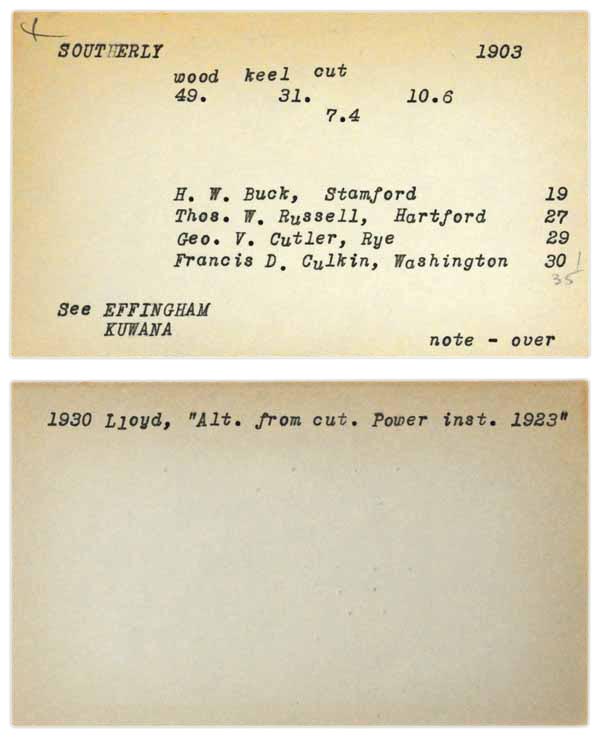 SOUTHERLY 1903
wood keel cut
49. 31. 10.6
7.4
H. W. Buck, Stamford 19
Thos. W. Russell, Hartford 27
Geo. V. Cutler, Rye 29
Francis D. Culkin, Washington 30
35
See EFFINGHAM
KUWANA
note - over
1930 Lloyd, "Alt. from cut. Power inst. 1923"